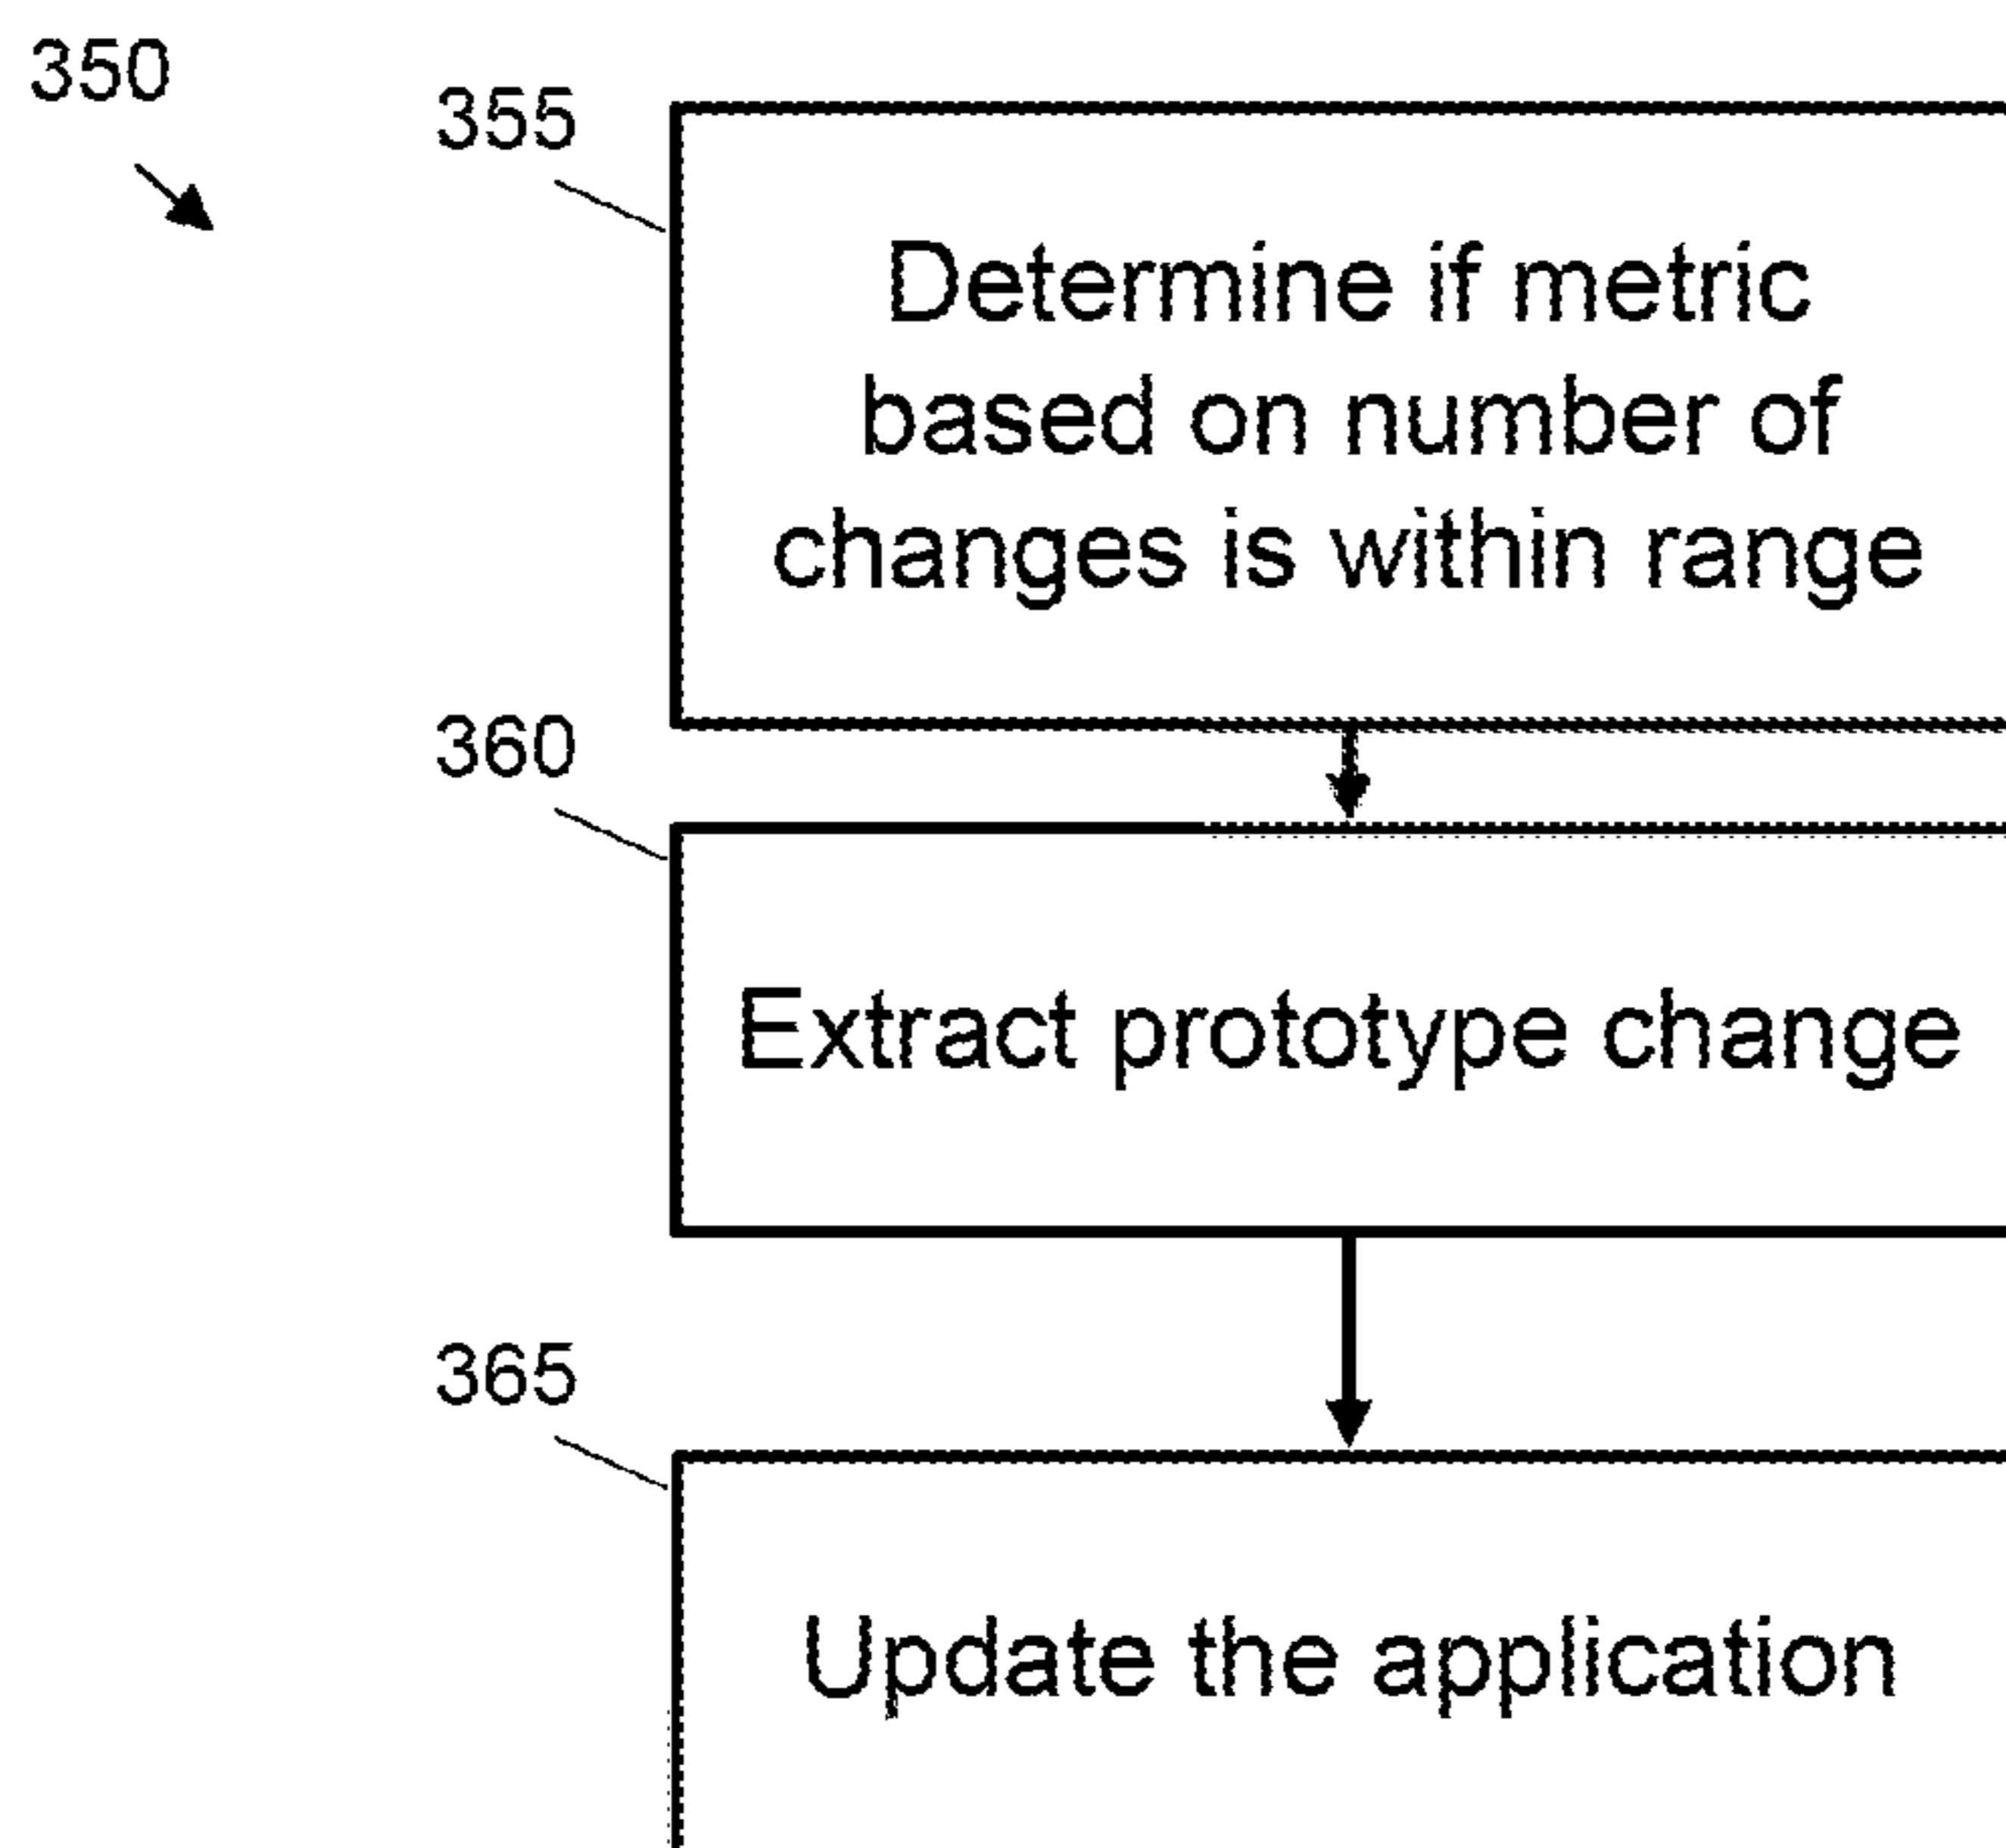 350
355
Determine if metric
based on number of
changes is within range
360
Extract prototype change
365
Update the application